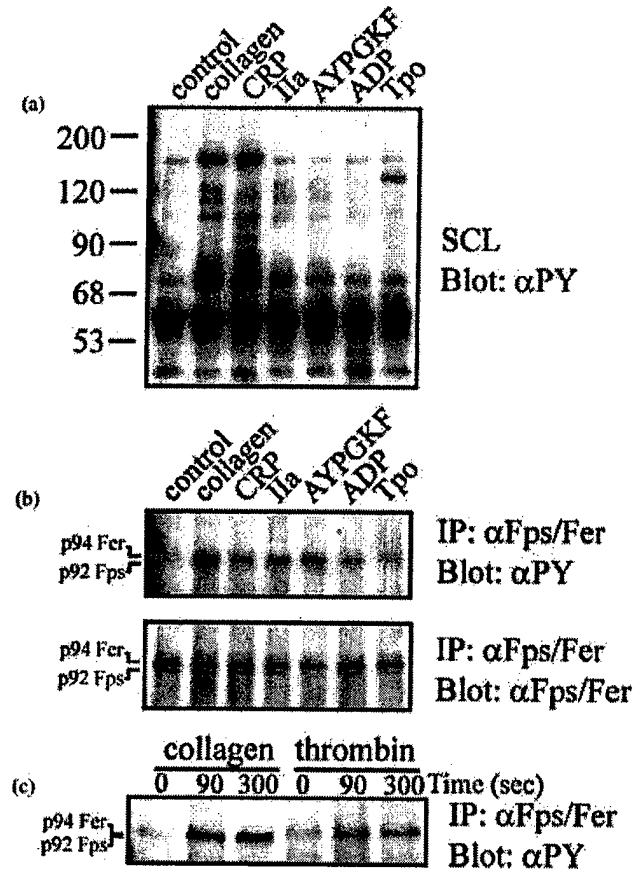 (a)
control collagen CRP IIa AYPGKF ADP Tpo
200
120
90
68
53
SCL
Blot: αPY
(b)
control collagen CRP IIa AYPGKF ADP Tpo
p94 Fer
p92 Fps
IP: αFps/Fer
Blot: αPY
p94 Fer
p92 Fps
IP: αFps/Fer
Blot: αFps/Fer
(c)
collagen thrombin
0 90 300 0 90 300 Time (sec)
p94 Fer
p92 Fps
IP: αFps/Fer
Blot: αPY